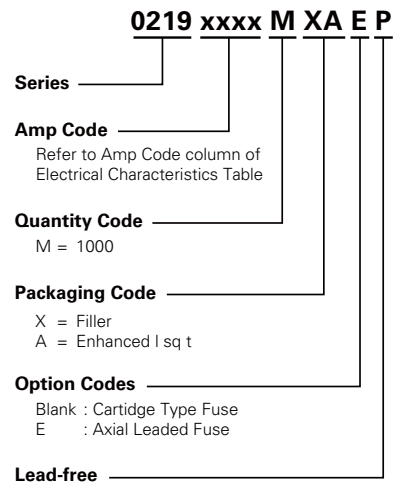 0219 xxxx M XA E P
Series
Amp Code
Refer to Amp Code column of
Electrical Characteristics Table
Quantity Code
M = 1000
Packaging Code
X = Filler
A = Enhanced I sq t
Option Codes
Blank : Cartidge Type Fuse
E : Axial Leaded Fuse
Lead-free